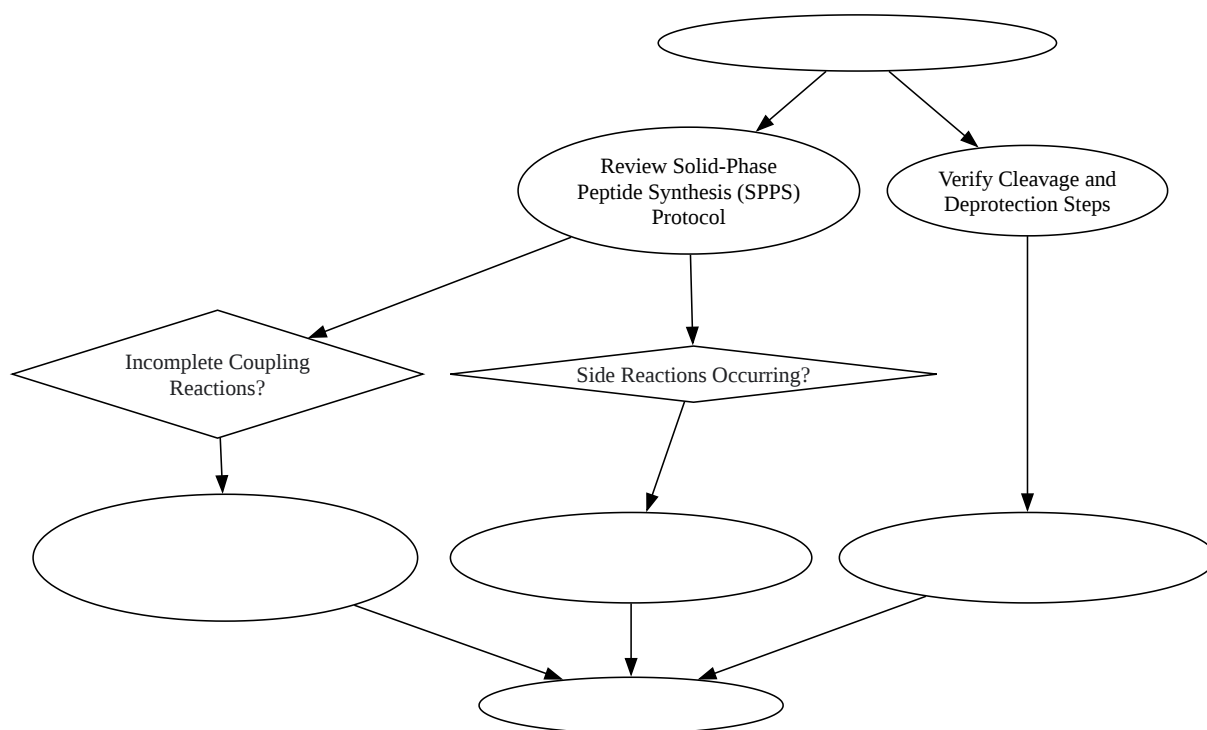 Review Solid-Phase
Peptide Synthesis (SPPS)
Protocol
Verify Cleavage and
Deprotection Steps
Incomplete Coupling
Reactions?
Side Reactions Occurring?